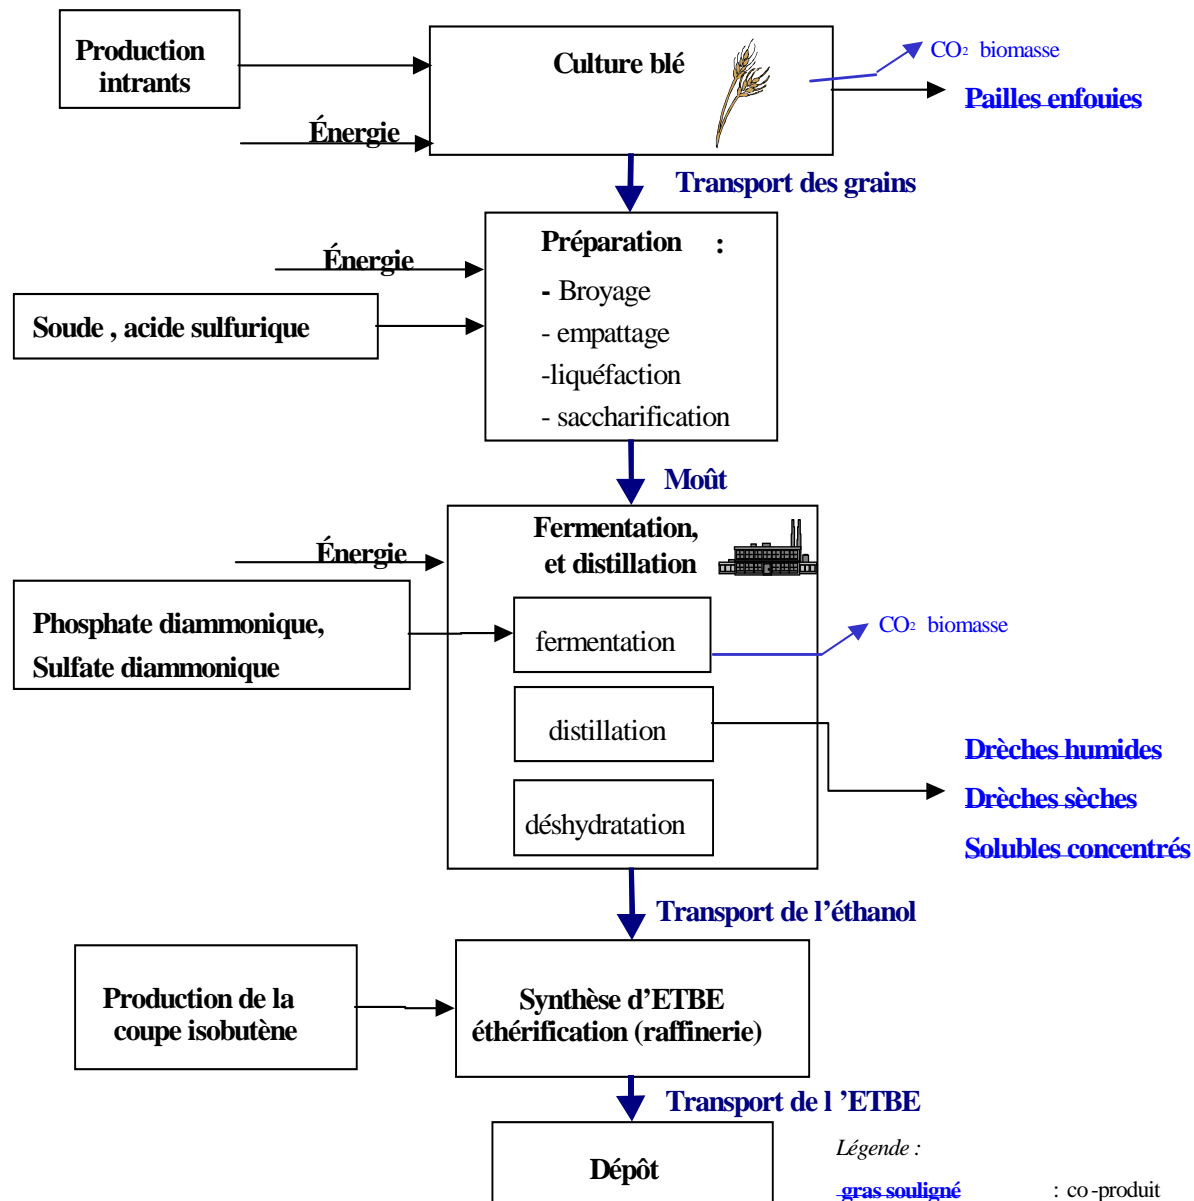 Production
intrants
Culture blé
CO2 biomasse
Pailles enfouies
Énergie
Transport des grains
Préparation :
Énergie
- Broyage
Soude , acide sulfurique
- empattage
-liquéfaction
- saccharification
Moût
Fermentation,
et distillation
Énergie
Phosphate diammonique,
Sulfate diammonique
fermentation
CO2 biomasse
distillation
Drèches humides
Drèches sèches
Solubles concentrés
déshydratation
Transport de l’éthanol
Production de la
coupe isobutène
Synthèse d’ETBE
éthérification (raffinerie)
Transport de l ’ETBE
Dépôt
Légende :
gras souligné : co-produit